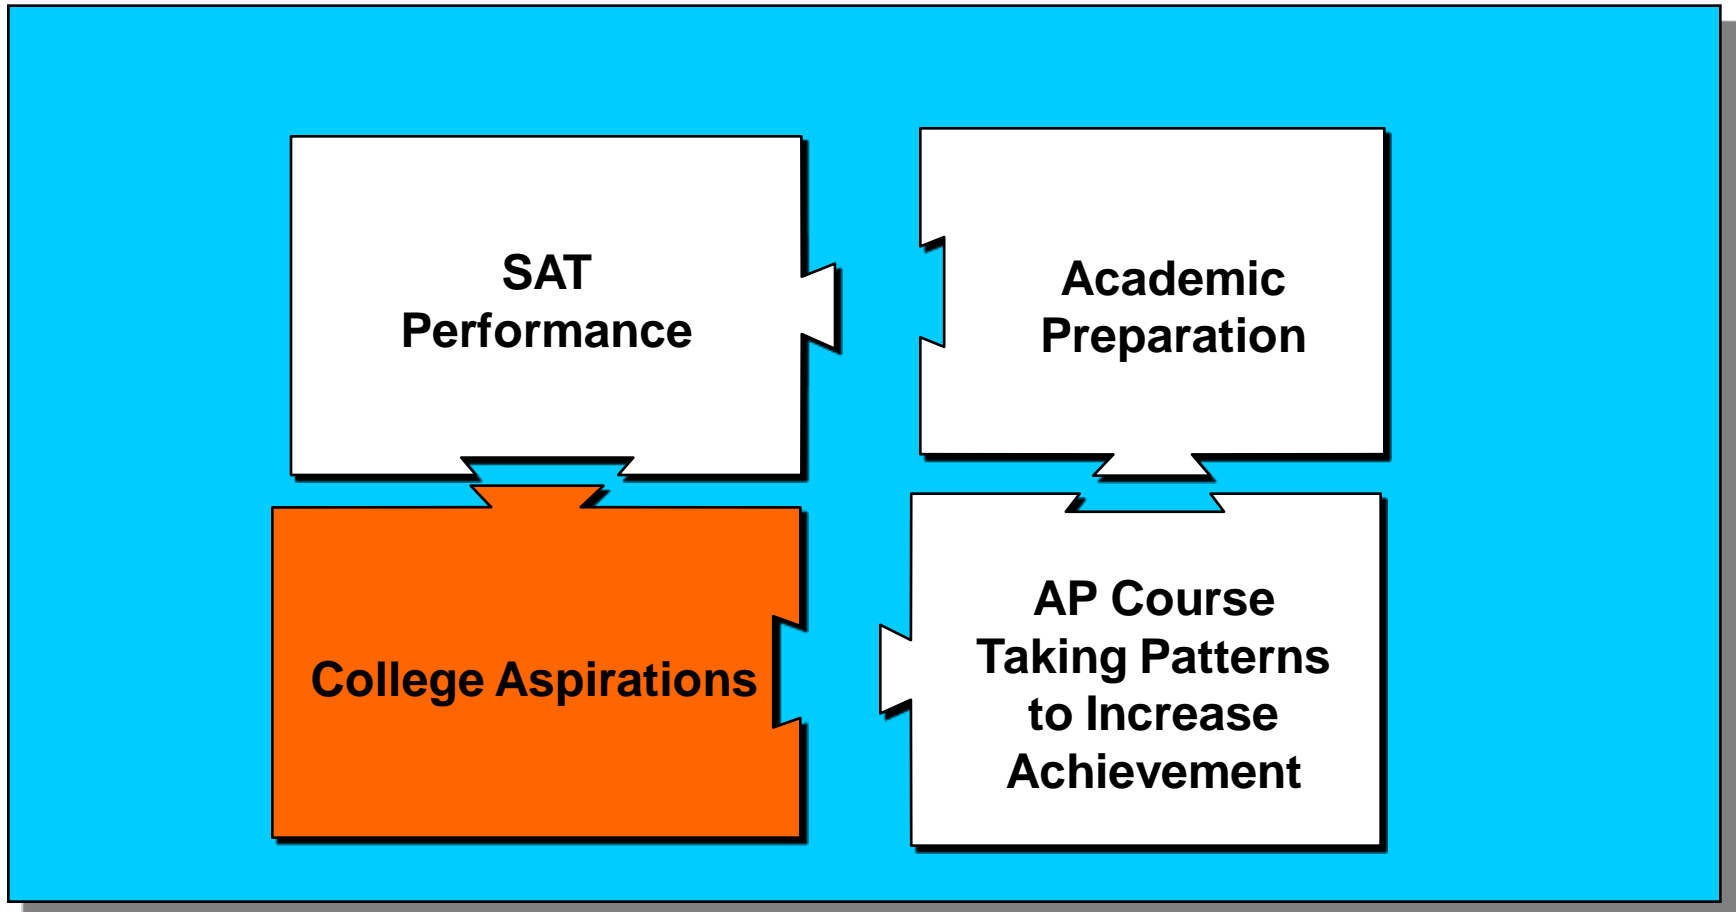 SAT
Performance
Academic
Preparation
College Aspirations
AP Course
Taking Patterns
to Increase
Achievement